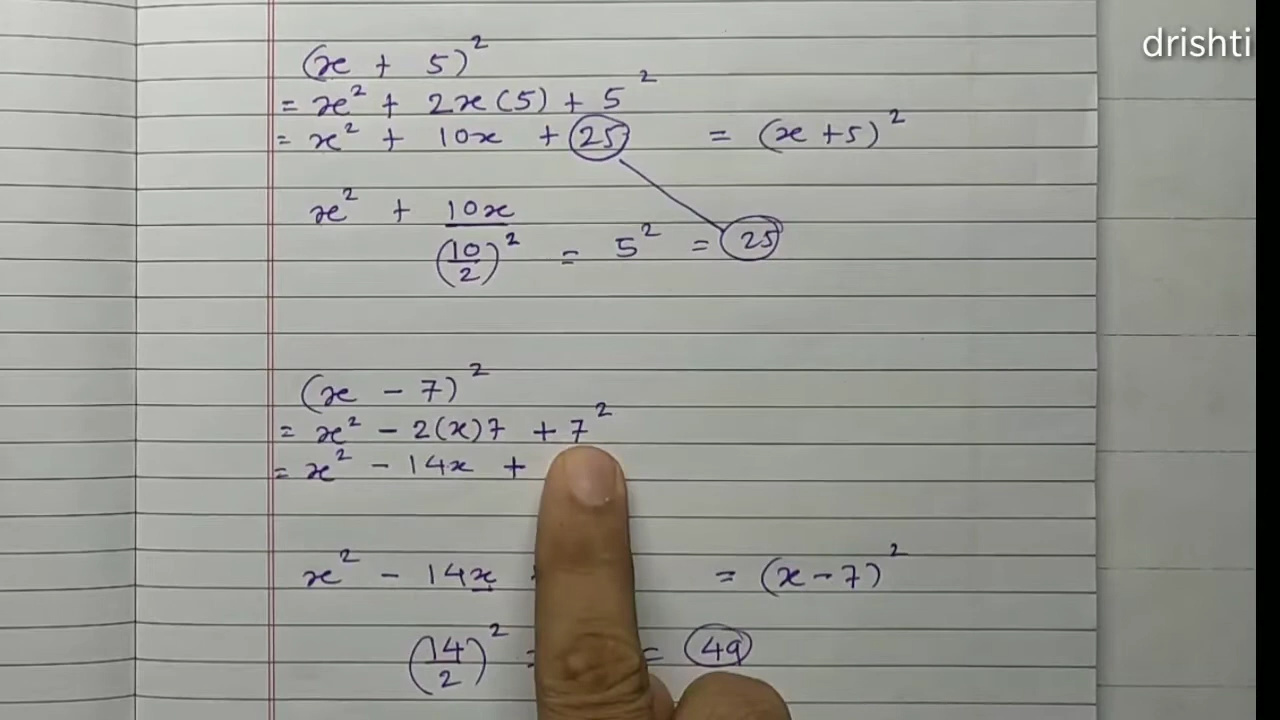 drishti
(x + 5)²
= x² + 2x(5) + 5²
= x² + 10x + 25 = (x+5)²
x² + 10x
(10/2)² = 5² = 25
(x - 7)²
= x² - 2(x)7 + 7²
= x² - 14x +
x² - 14x = (x-7)²
(14/2)² = = 49